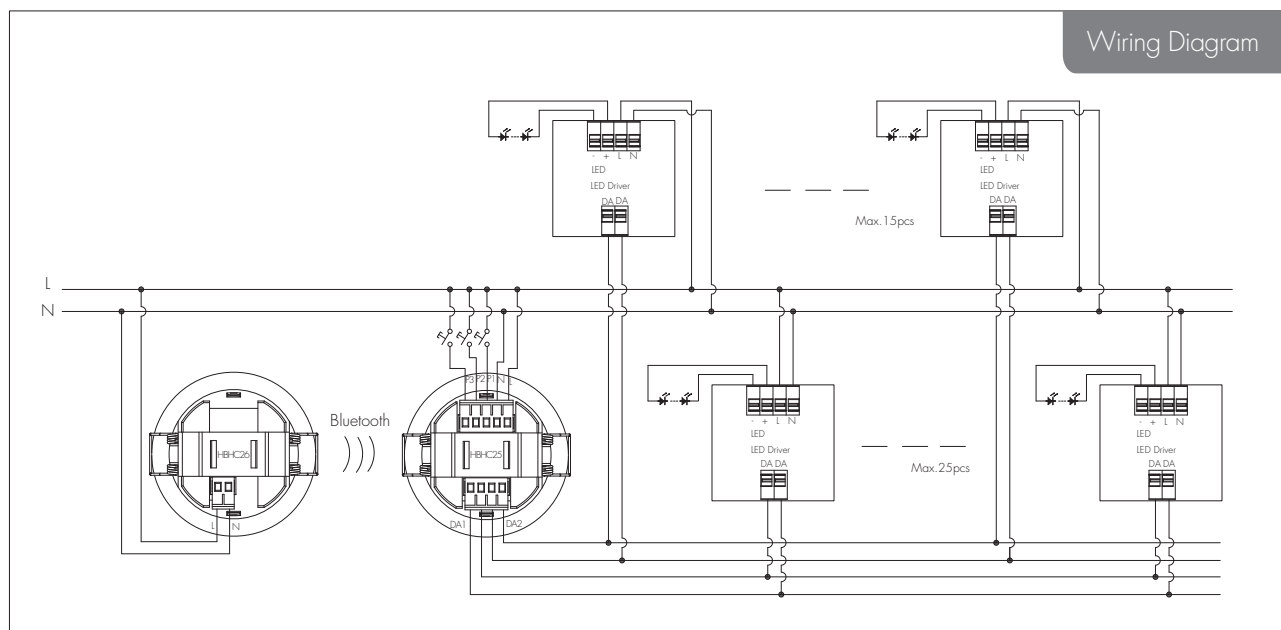 Wiring Diagram
- + L N
LED
LED Driver
DA DA
Max.15pcs
- + L N
LED
LED Driver
DA DA
L
N
P3 P2 P1 N L
Bluetooth
HBHC26
HBHC25
L N
DA1
DA2
- + L N
LED
LED Driver
DA DA
Max.25pcs
- + L N
LED
LED Driver
DA DA